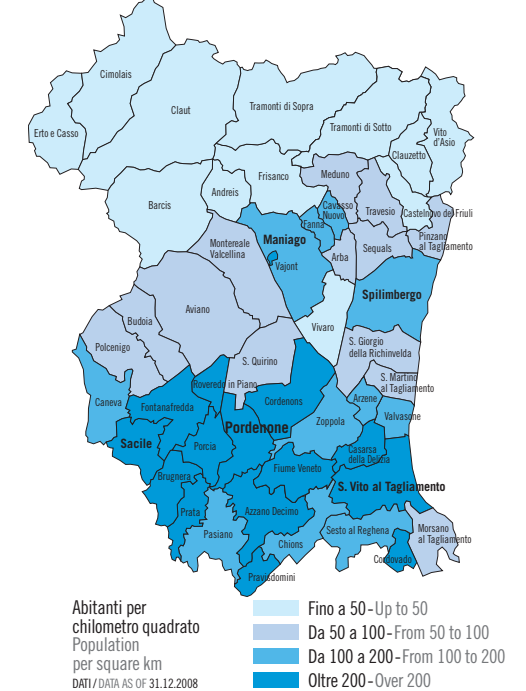 Cimolais
Claut
Tramonti di Sopra
Erto e Casso
Tramonti di Sotto
Vito
d'Asio
Clauzetto
Frisanco
Meduno
Andreis
Barcis
Cavasso
Nuovo
Travesio
Castelnovo del Friuli
Fanna
Maniago
Montereale
Valcellina
Pinzano
al Tagliamento
Sequals
Arba
Vajont
Spilimbergo
Aviano
Budoia
Vivaro
Polcenigo
S. Giorgio
della Richinvelda
S. Quirino
S. Martino
al Tagliamento
Roveredo in Piano
Caneva
Fontanafredda
Cordenons
Arzene
Valvasone
Zoppola
Pordenone
Sacile
Porcia
Casarsa
della Delizia
Fiume Veneto
Brugnera
S. Vito al Tagliamento
Prata
Azzano Decimo
Pasiano
Sesto al Reghena
Morsano
al Tagliamento
Chions
Cordovado
Pravisdomini
Abitanti per
chilometro quadrato
Population
per square km
DATI / DATA AS OF 31.12.2008
Fino a 50 - Up to 50
Da 50 a 100 - From 50 to 100
Da 100 a 200 - From 100 to 200
Oltre 200 - Over 200